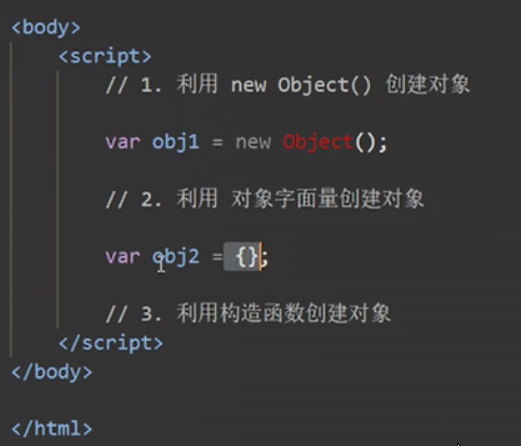 <body>
<script>
// 1. 利用 new Object() 创建对象
var obj1 = new Object();
// 2. 利用 对象字面量创建对象
var obj2 = {};
// 3. 利用构造函数创建对象
</script>
</body>
</html>